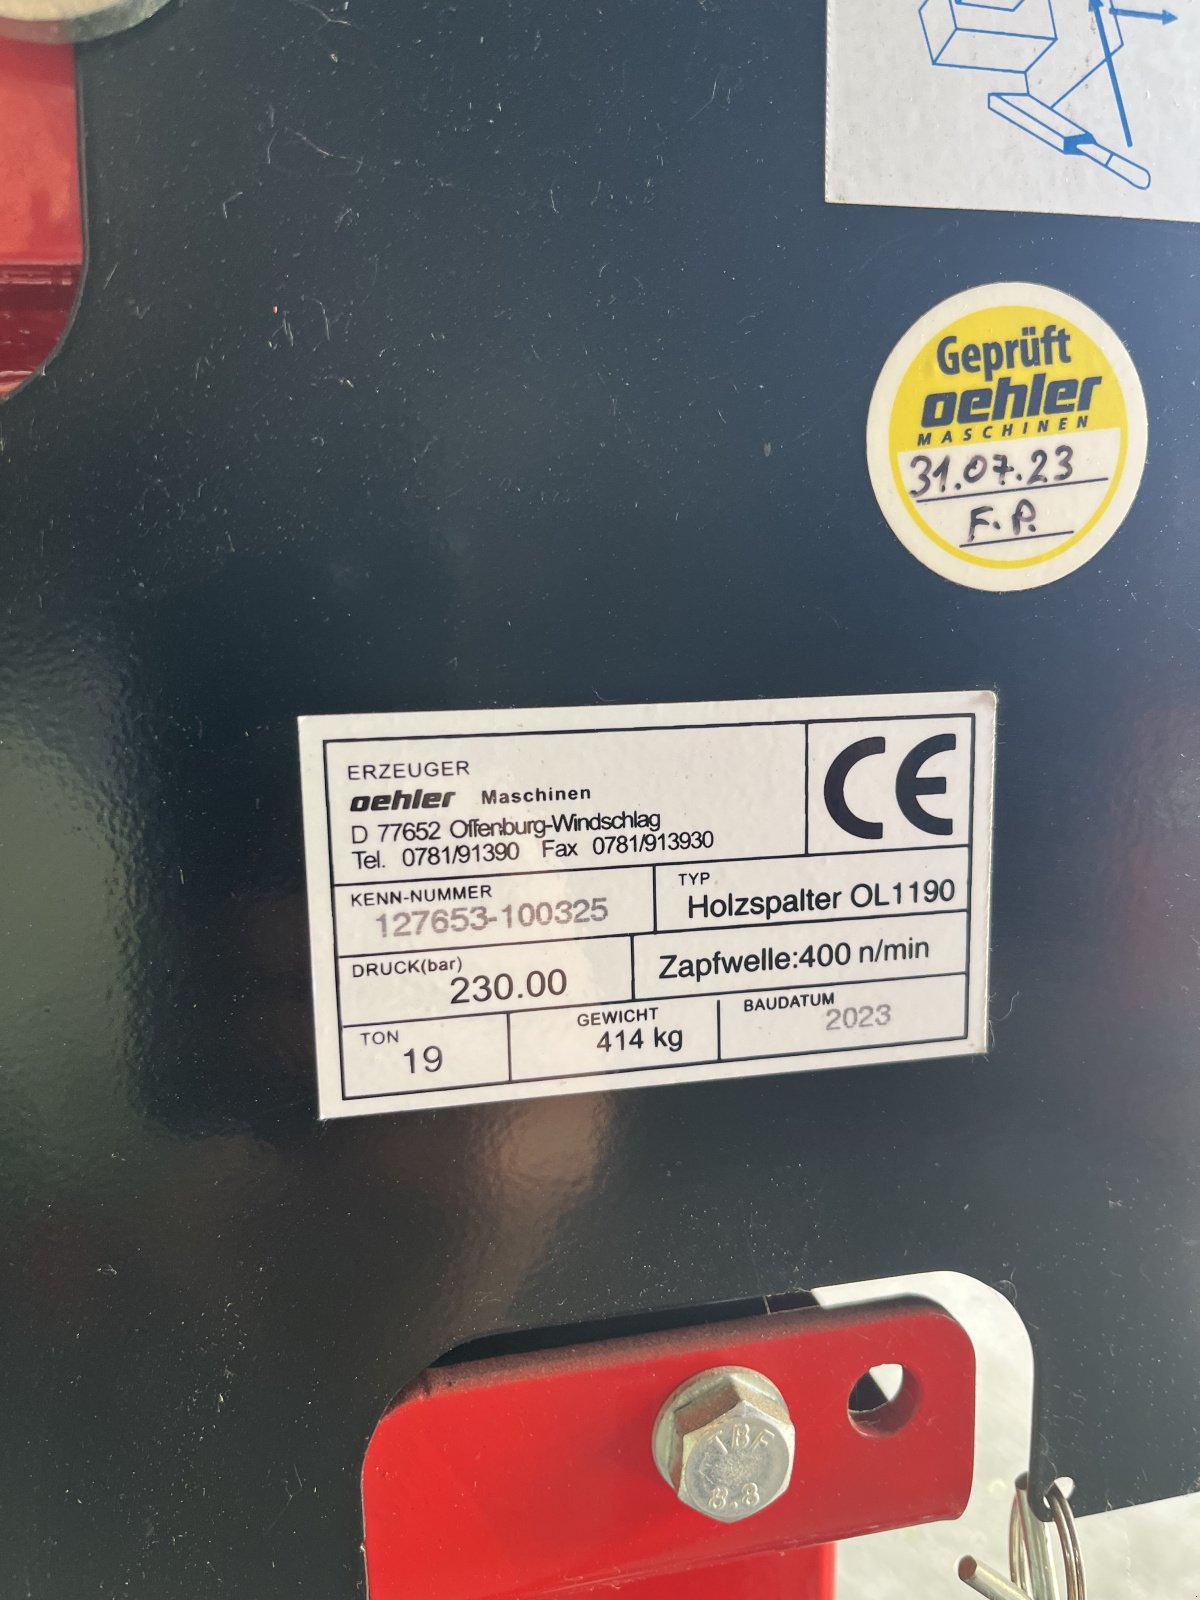 Geprüft
oehler
MASCHINEN
31.07.23
F.P.
ERZEUGER
oehler Maschinen
D 77652 Offenburg-Windschlag
Tel. 0781/91390 Fax 0781/913930
CE
KENN-NUMMER
127653-100325
TYP
Holzspalter OL1190
DRUCK(bar)
230.00
Zapfwelle:400 n/min
TON
19
GEWICHT
414 kg
BAUDATUM
2023
TBF
8.8